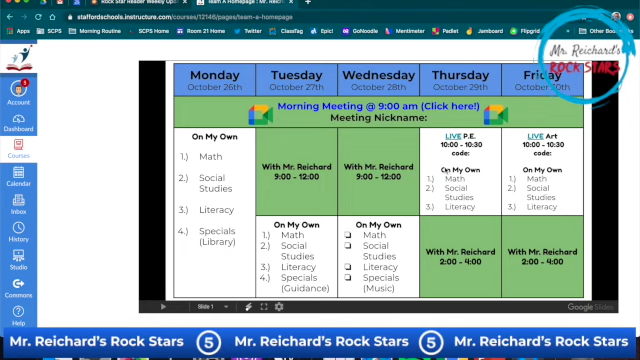 Rock Star Reader Weekly Upd
Team A Homepage: Mr. Reich
staffordschools.instructure.com/courses/12146/pages/team-a-homepage
SCPS Bookmarks
Morning Routine
SCPS
Room 21 Home
Twitter
ClassTag
Epic!
GoNoodle
Mentimeter
Padlet
Jamboard
Flipgrid
Mr. Reichard's
ROCK STARS
Account
Dashboard
Courses
Calendar
Inbox
History
Studio
Commons
Help
5
Monday
October 26th
Tuesday
October 27th
Wednesday
October 28th
Thursday
October 29th
Friday
Morning Meeting @ 9:00 am (Click here!)
Meeting Nickname:
On My Own
1.) Math
2.) Social
Studies
3.) Literacy
4.) Specials
(Library)
With Mr. Reichard
9:00 - 12:00
On My Own
1.) Math
2.) Social
Studies
3.) Literacy
4.) Specials
(Guidance)
With Mr. Reichard
9:00 - 12:00
On My Own
Math
Social
Studies
Literacy
Specials
(Music)
LIVE P.E.
10:00 - 10:30
code:
On My Own
1.) Math
2.) Social
Studies
3.) Literacy
With Mr. Reichard
2:00 - 4:00
LIVE Art
10:00 - 10:30
code:
On My Own
1.) Math
2.) Social
Studies
3.) Literacy
With Mr. Reichard
2:00 - 4:00
Slide 1
Google Slides
Mr. Reichard's Rock Stars 5 Mr. Reichard's Rock Stars 5 Mr. Reichard's Rock Stars